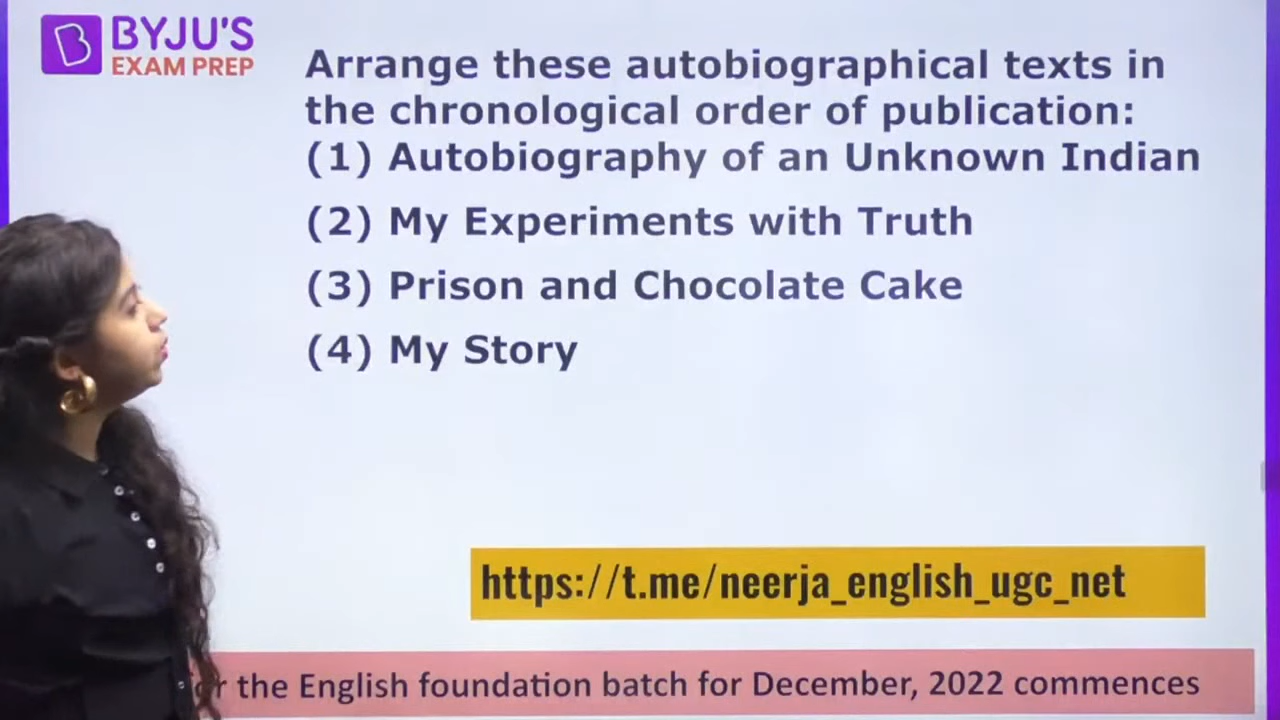 BYJU'S
EXAM PREP
Arrange these autobiographical texts in
the chronological order of publication:
(1) Autobiography of an Unknown Indian
(2) My Experiments with Truth
(3) Prison and Chocolate Cake
(4) My Story
https://t.me/neerja_english_ugc_net
the English foundation batch for December, 2022 commences